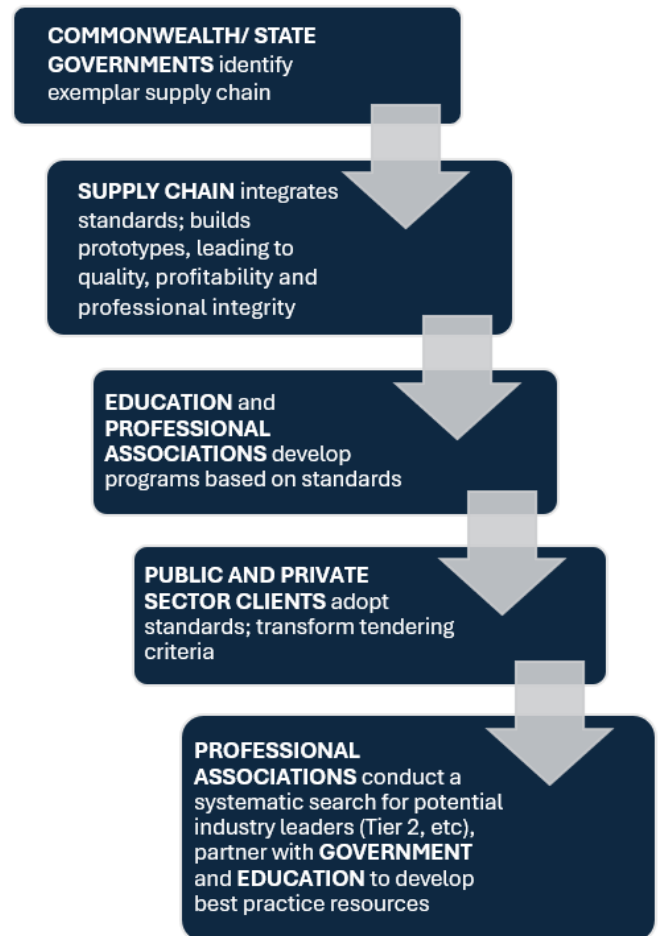 COMMONWEALTH/ STATE
GOVERNMENTS identify
exemplar supply chain
SUPPLY CHAIN integrates
standards; builds
prototypes, leading to
quality, profitability and
professional integrity
EDUCATION and
PROFESSIONAL
ASSOCIATIONS develop
programs based on standards
PUBLIC AND PRIVATE
SECTOR CLIENTS adopt
standards; transform tendering
criteria
PROFESSIONAL
ASSOCIATIONS conduct a
systematic search for potential
industry leaders (Tier 2, etc),
partner with GOVERNMENT
and EDUCATION to develop
best practice resources